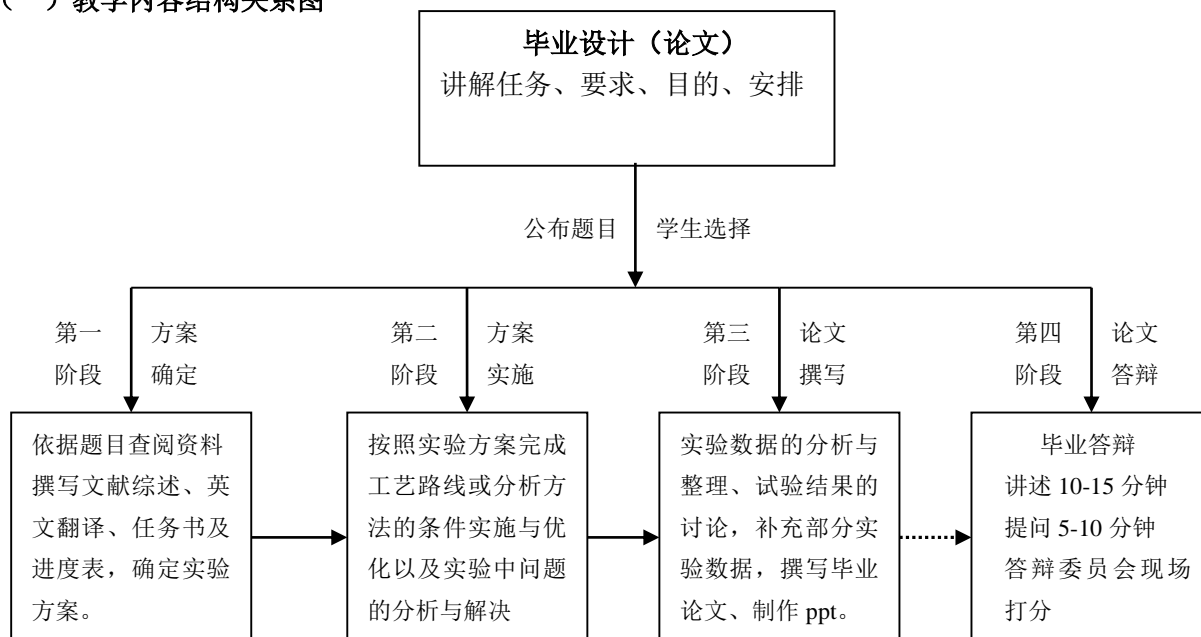 ）教学内容结构关系图
毕业设计（论文）
讲解任务、要求、目的、安排
公布题目 学生选择
第一 方案
阶段 确定
第二 方案
阶段 实施
第三 论文
阶段 撰写
第四 论文
阶段 答辩
依据题目查阅资料
撰写文献综述、英
文翻译、任务书及
进度表，确定实验
方案。
按照实验方案完成
工艺路线或分析方
法的条件实施与优
化以及实验中问题
的分析与解决
实验数据的分析与
整理、试验结果的
讨论，补充部分实
验数据，撰写毕业
论文、制作 ppt。
毕业答辩
讲述 10-15 分钟
提问 5-10 分钟
答辩委员会现场
打分